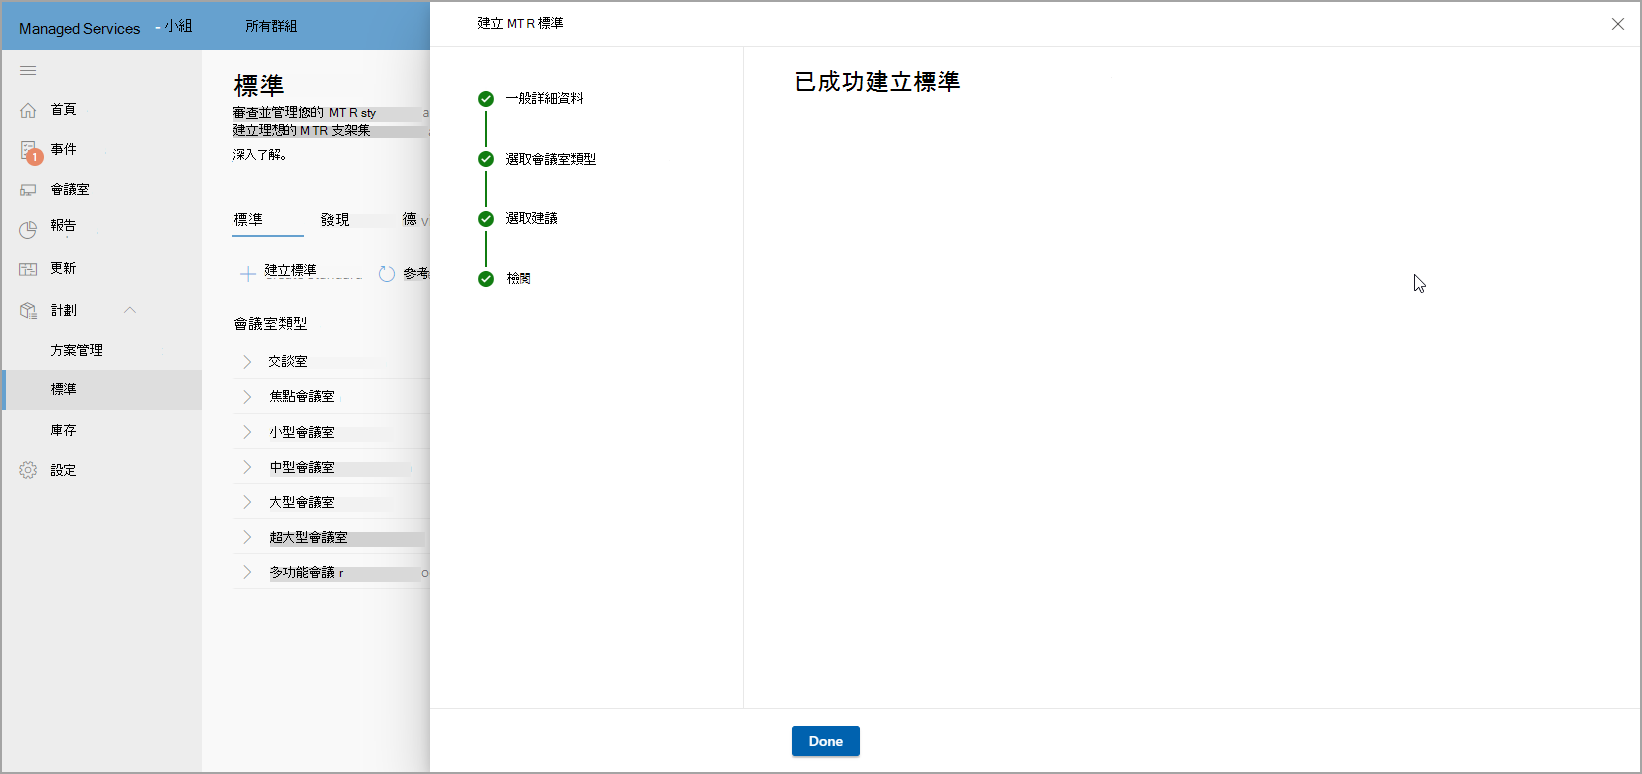 Managed Services - 小組 所有群組
首頁
事件
1
會議室
報告
更新
計劃
方案管理
標準
庫存
設定
標準
審查並管理您的 MTR sty a
建立理想的 MTR 支架集
深入了解。
標準 發現 德 v
建立標準 參考
會議室類型
交談室
焦點會議室
小型會議室
中型會議室
大型會議室
超大型會議室
多功能會議 r o
建立 MTR 標準
一般詳細資料
選取會議室類型
選取建議
檢閱
已成功建立標準
Done